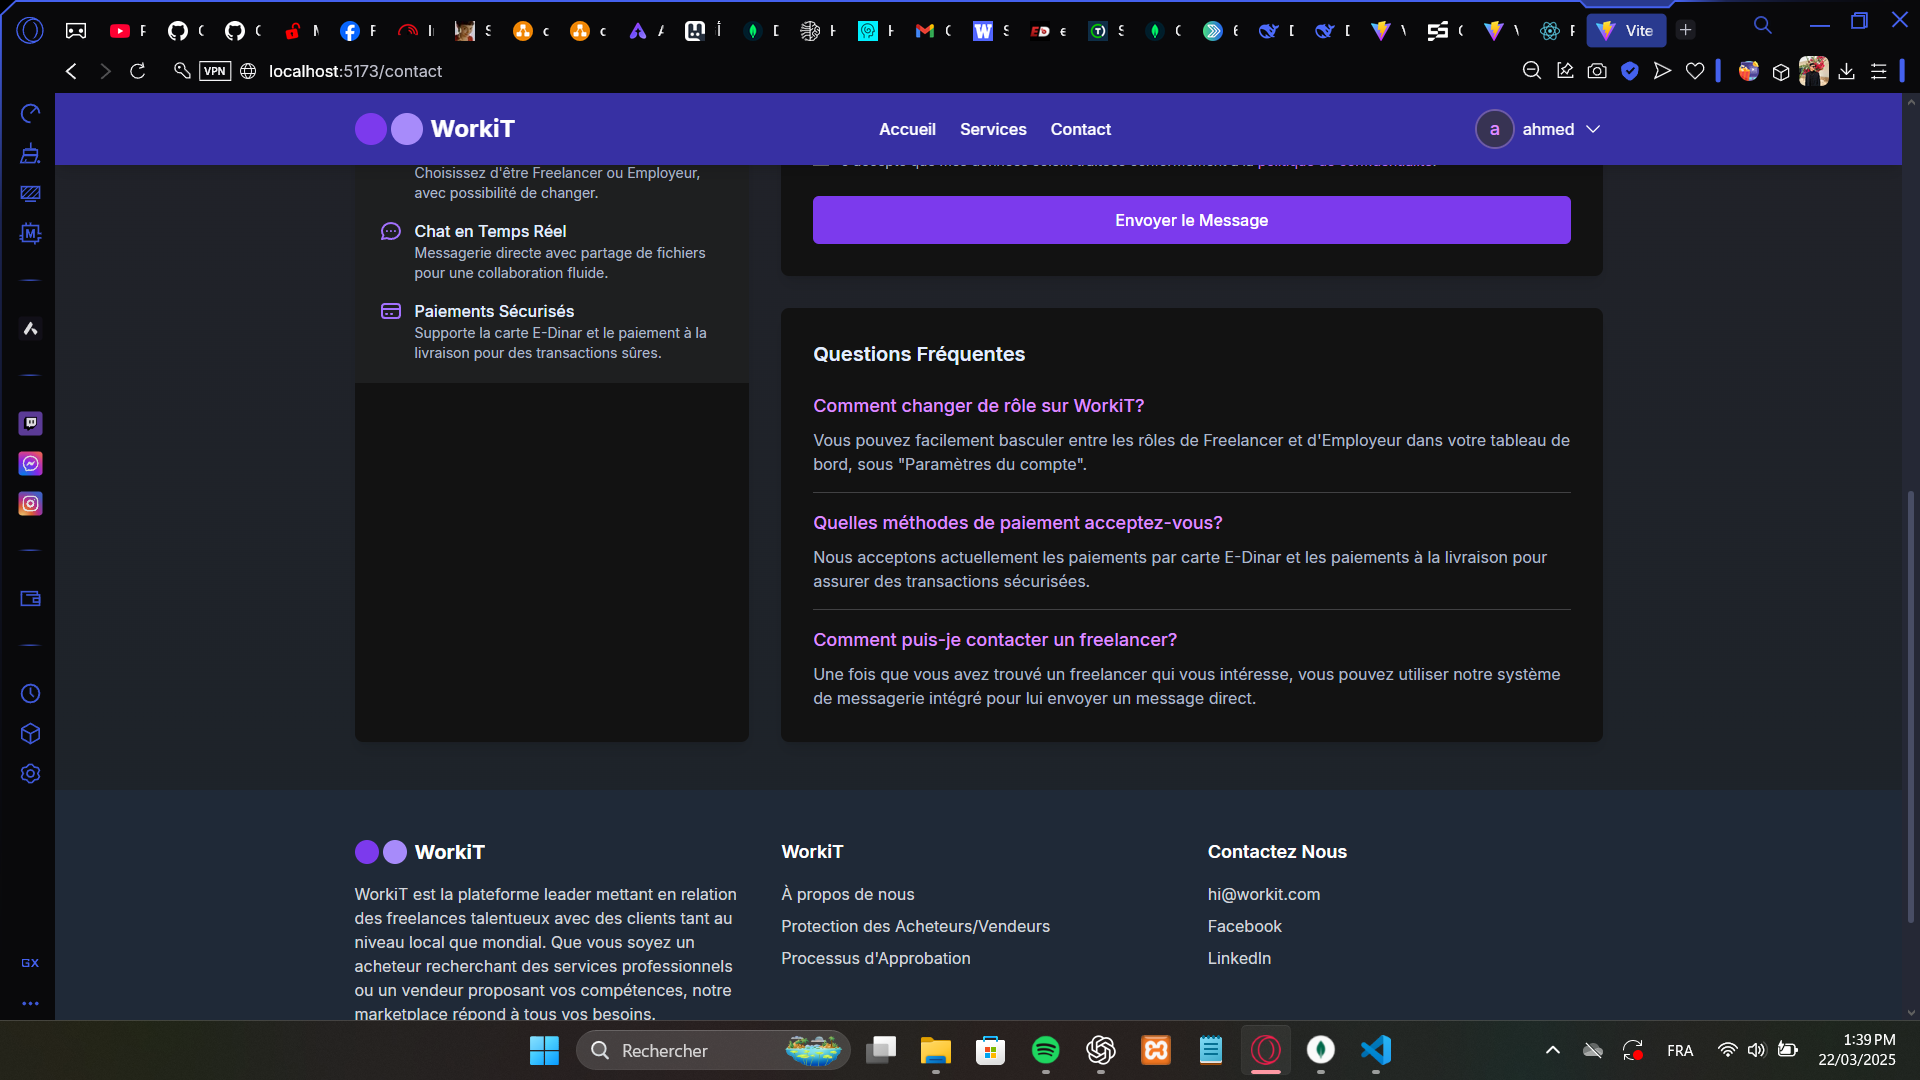 Vite
VPN
localhost:5173/contact
WorkiT
Accueil
Services
Contact
a
ahmed
Choisissez d'être Freelancer ou Employeur,
avec possibilité de changer.
Chat en Temps Réel
Messagerie directe avec partage de fichiers
pour une collaboration fluide.
Paiements Sécurisés
Supporte la carte E-Dinar et le paiement à la
livraison pour des transactions sûres.
Envoyer le Message
Questions Fréquentes
Comment changer de rôle sur WorkiT?
Vous pouvez facilement basculer entre les rôles de Freelancer et d'Employeur dans votre tableau de
bord, sous "Paramètres du compte".
Quelles méthodes de paiement acceptez-vous?
Nous acceptons actuellement les paiements par carte E-Dinar et les paiements à la livraison pour
assurer des transactions sécurisées.
Comment puis-je contacter un freelancer?
Une fois que vous avez trouvé un freelancer qui vous intéresse, vous pouvez utiliser notre système
de messagerie intégré pour lui envoyer un message direct.
WorkiT
WorkiT est la plateforme leader mettant en relation
des freelances talentueux avec des clients tant au
niveau local que mondial. Que vous soyez un
acheteur recherchant des services professionnels
ou un vendeur proposant vos compétences, notre
marketplace répond à tous vos besoins.
WorkiT
À propos de nous
Protection des Acheteurs/Vendeurs
Processus d'Approbation
Contactez Nous
hi@workit.com
Facebook
LinkedIn
GX
Rechercher
FRA
1:39 PM
22/03/2025